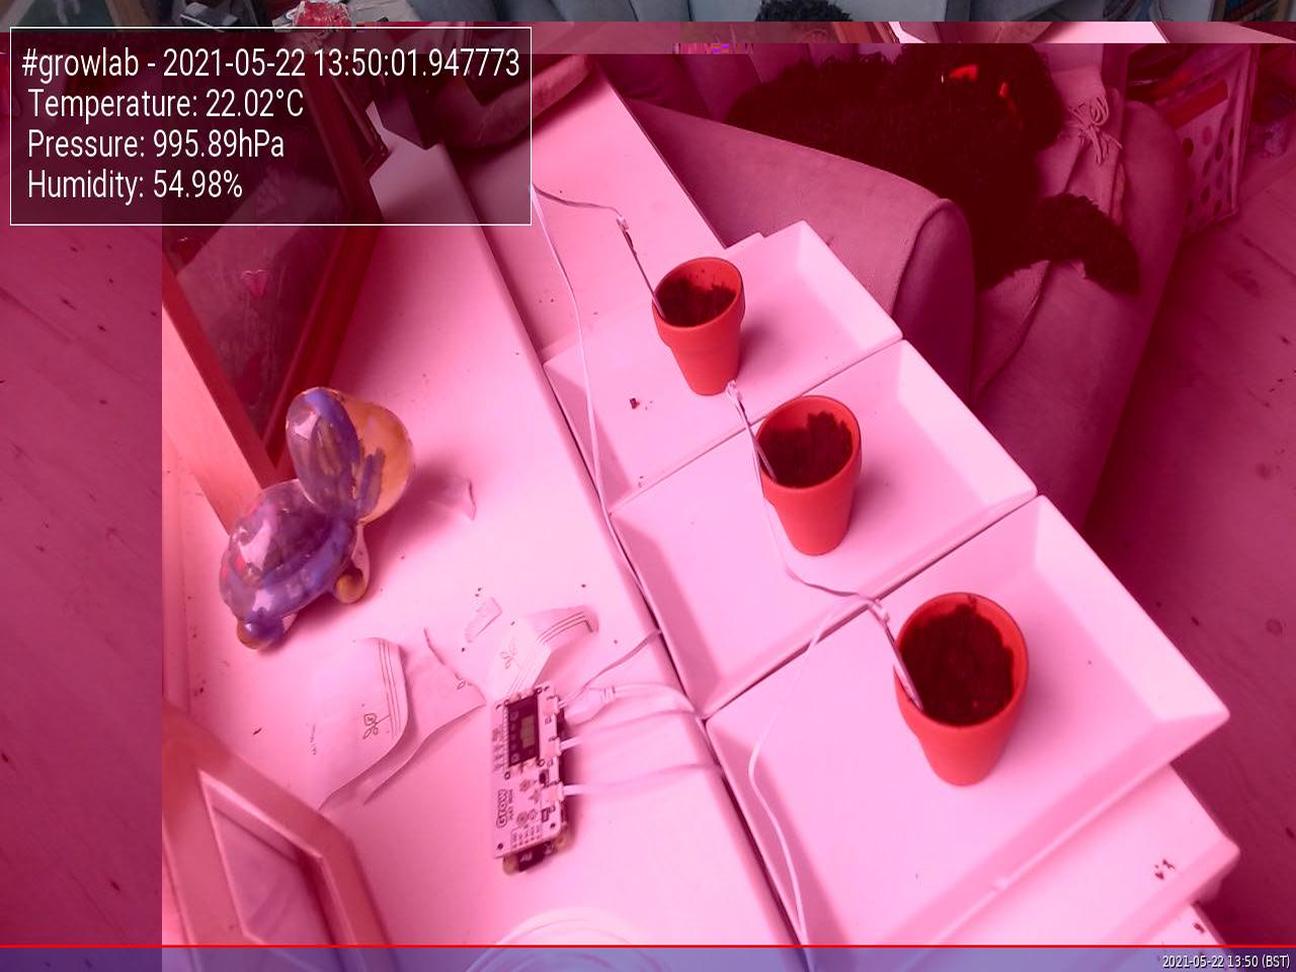 #growlab - 2021-05-22 13:50:01.947773
Temperature: 22.02°C
Pressure: 995.89hPa
Humidity: 54.98%
GROW
2021-05-22 13:50 (BST)